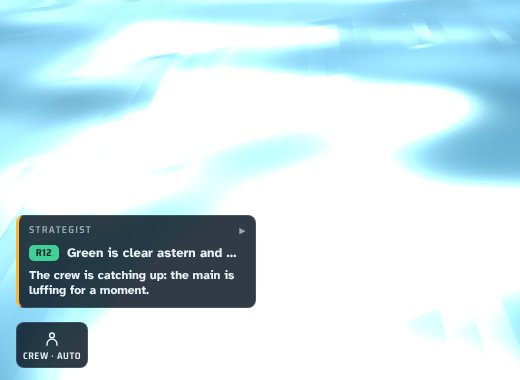 STRATEGIST
R12 Green is clear astern and ...
The crew is catching up: the main is
luffing for a moment.
CREW · AUTO